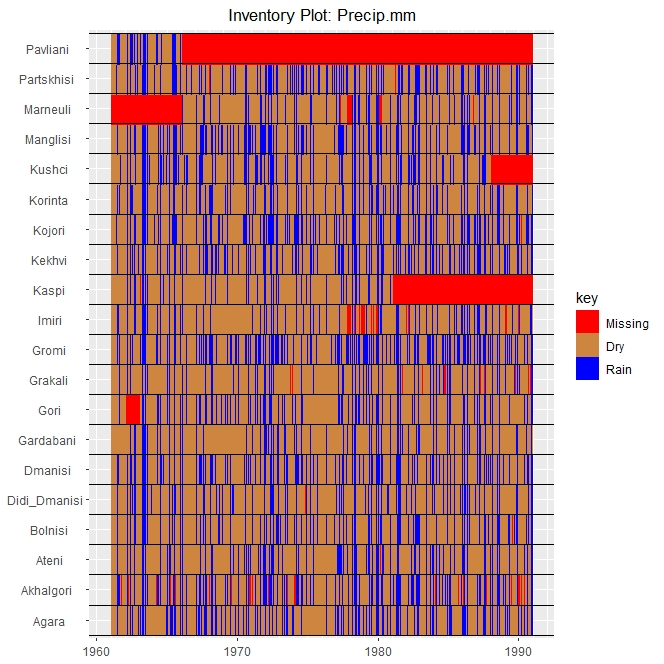 Inventory Plot: Precip.mm
Pavliani
Partskhisi
Marneuli
Manglisi
Kushci
Korinta
Kojori
Kekhvi
Kaspi
Imiri
Gromi
Grakali
Gori
Gardabani
Dmanisi
Didi_Dmanisi
Bolnisi
Ateni
Akhalgori
Agara
1960 1970 1980 1990
key
Missing
Dry
Rain